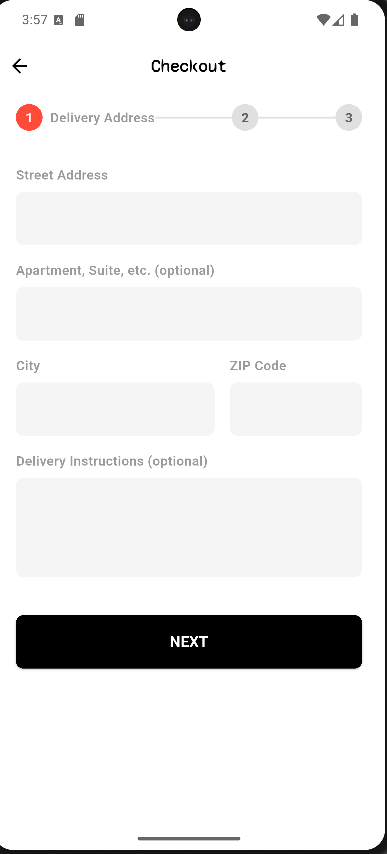 3:57 A
Checkout
1 Delivery Address 2 3
Street Address
Apartment, Suite, etc. (optional)
City ZIP Code
Delivery Instructions (optional)
NEXT